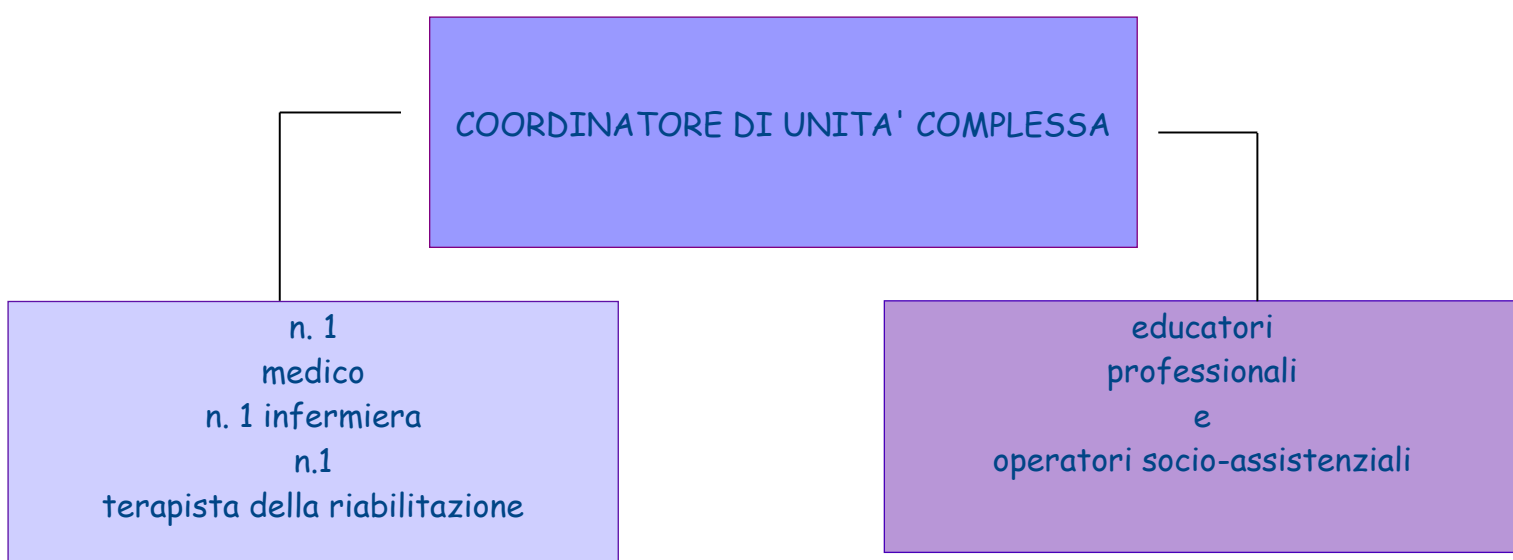 COORDINATORE DI UNITA' COMPLESSA
n. 1
medico
n. 1 infermiera
n.1
terapista della riabilitazione
educatori
professionali
e
operatori socio-assistenziali